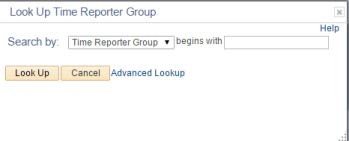 Look Up Time Reporter Group
Help
Search by: Time Reporter Group begins with
Look Up Cancel Advanced Lookup